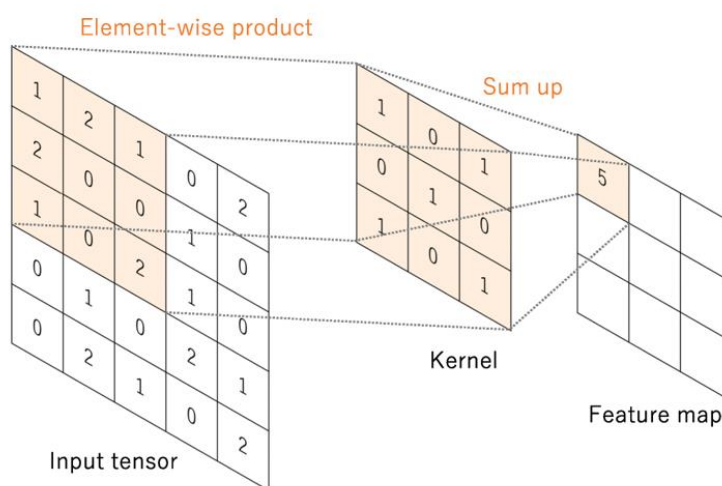 Element-wise product
Sum up
1 2 1 0 2
2 0 0 1 0
1 0 2 1 0
0 1 0 2 1
0 2 1 0 2
1 0 1
0 1 0
1 0 1
5
Input tensor
Kernel
Feature map